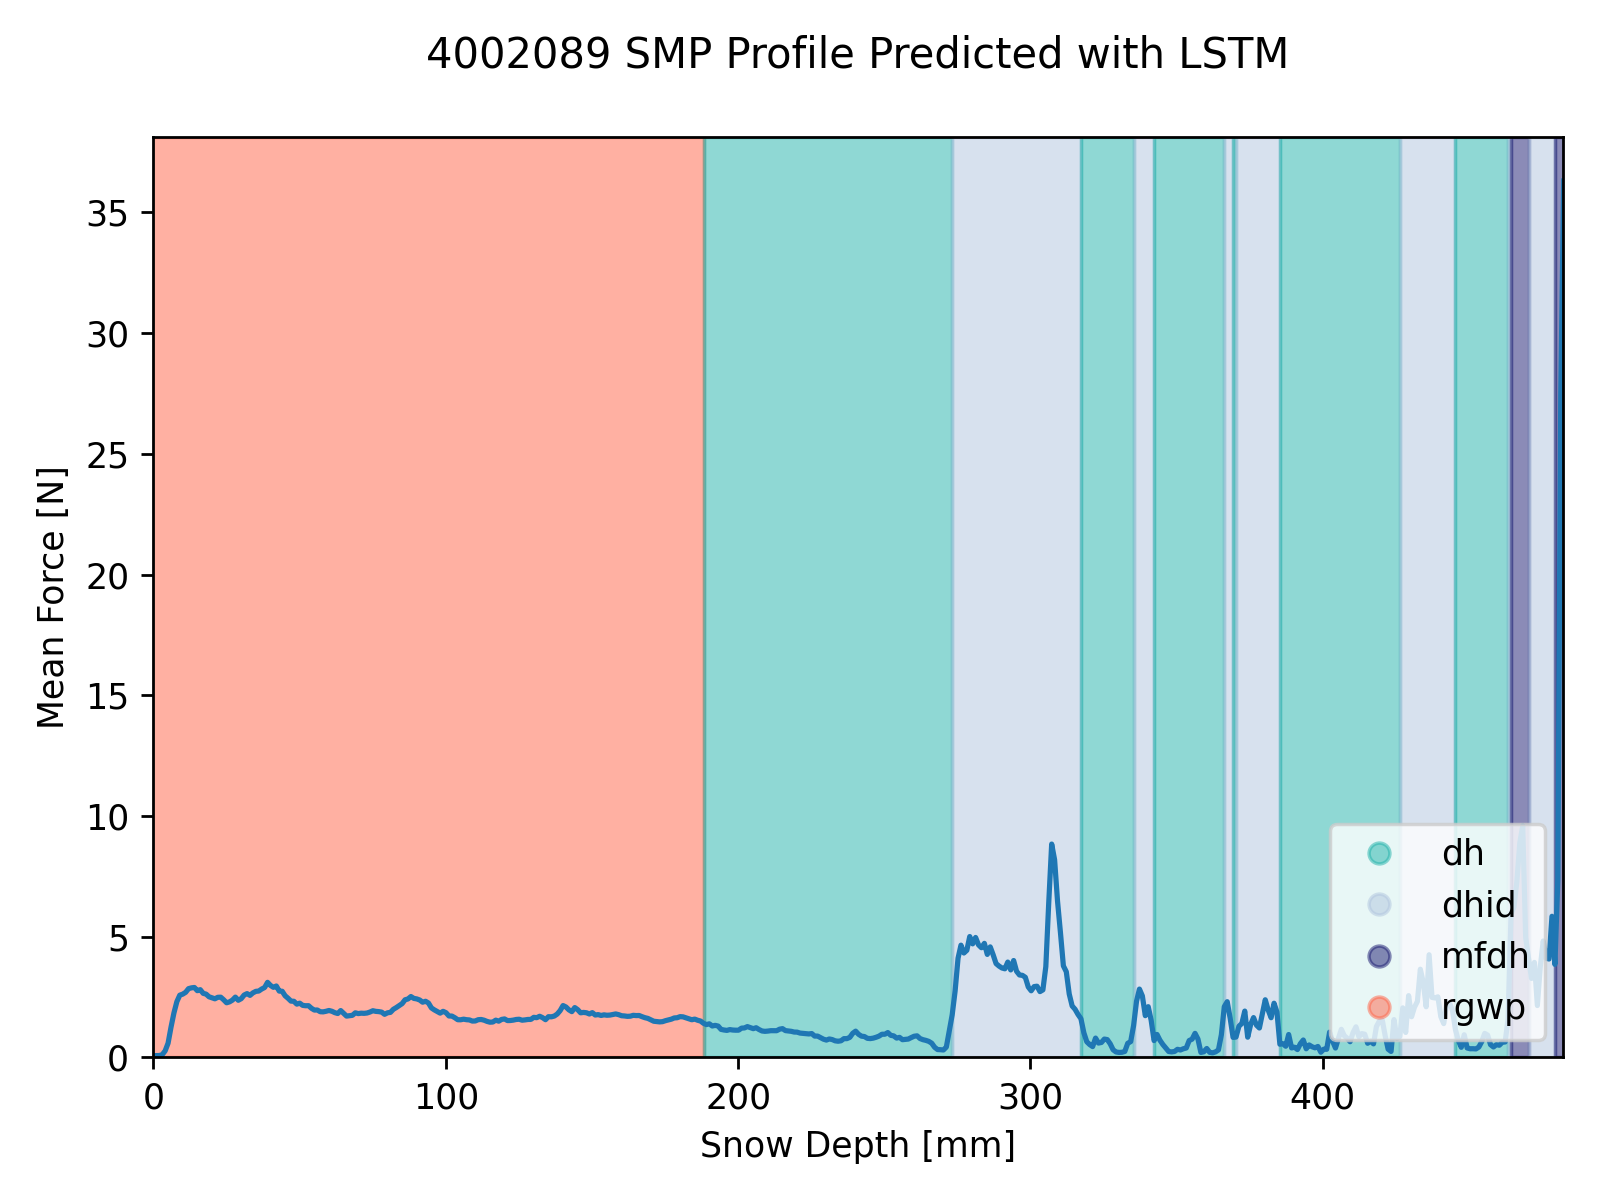 4002089 SMP Profile Predicted with LSTM
35
30
25
20
15
10
5
0
Mean Force [N]
dh
dhid
mfdh
rgwp
0 100 200 300 400
Snow Depth [mm]